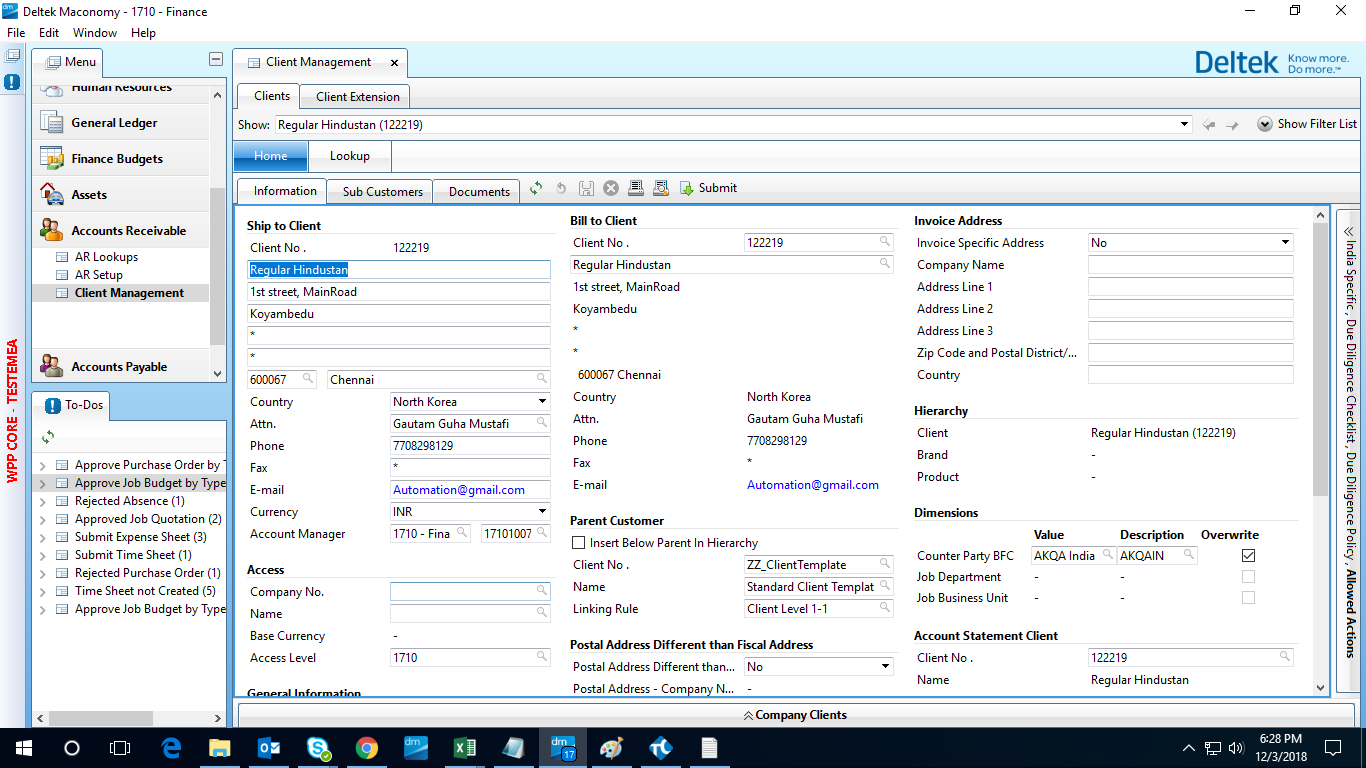 Deltek Maconomy - 1710 - Finance
File Edit Window Help
Menu
Client Management
Deltek Know more. Do more.™
Human Resources
General Ledger
Finance Budgets
Assets
Accounts Receivable
AR Lookups
AR Setup
Client Management
Accounts Payable
WPP CORE - TESTEMEA
To-Dos
Approve Purchase Order by T
Approve Job Budget by Type
Rejected Absence (1)
Approved Job Quotation (2)
Submit Expense Sheet (3)
Submit Time Sheet (1)
Rejected Purchase Order (1)
Time Sheet not Created (5)
Approve Job Budget by Type
Clients Client Extension
Show: Regular Hindustan (122219) Show Filter List
Home Lookup
Information Sub Customers Documents Submit
Ship to Client
Client No . 122219
Regular Hindustan
1st street, MainRoad
Koyambedu
*
*
600067 Chennai
Country North Korea
Attn. Gautam Guha Mustafi
Phone 7708298129
Fax *
E-mail Automation@gmail.com
Currency INR
Account Manager 1710 - Fina 17101007
Access
Company No.
Name
Base Currency -
Access Level 1710
General Information
Bill to Client
Client No . 122219
Regular Hindustan
1st street, MainRoad
Koyambedu
*
*
600067 Chennai
Country North Korea
Attn. Gautam Guha Mustafi
Phone 7708298129
Fax *
E-mail Automation@gmail.com
Parent Customer
Insert Below Parent In Hierarchy
Client No . ZZ_ClientTemplate
Name Standard Client Templat
Linking Rule Client Level 1-1
Postal Address Different than Fiscal Address
Postal Address Different than... No
Postal Address - Company N... -
Invoice Address
Invoice Specific Address No
Company Name
Address Line 1
Address Line 2
Address Line 3
Zip Code and Postal District/...
Country
Hierarchy
Client Regular Hindustan (122219)
Brand -
Product -
Dimensions
Value Description Overwrite
Counter Party BFC AKQA India AKQAIN
Job Department - -
Job Business Unit - -
Account Statement Client
Client No . 122219
Name Regular Hindustan
India Specific , Due Diligence Checklist , Due Diligence Policy , Allowed Actions
Company Clients
dm
17
6:28 PM
12/3/2018